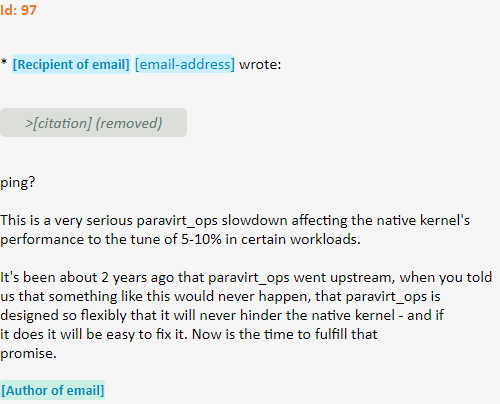 Id: 97
* [Recipient of email] [email-address] wrote:
>[citation] (removed)
ping?
This is a very serious paravirt_ops slowdown affecting the native kernel's
performance to the tune of 5-10% in certain workloads.
It's been about 2 years ago that paravirt_ops went upstream, when you told
us that something like this would never happen, that paravirt_ops is
designed so flexibly that it will never hinder the native kernel - and if
it does it will be easy to fix it. Now is the time to fulfill that
promise.
[Author of email]